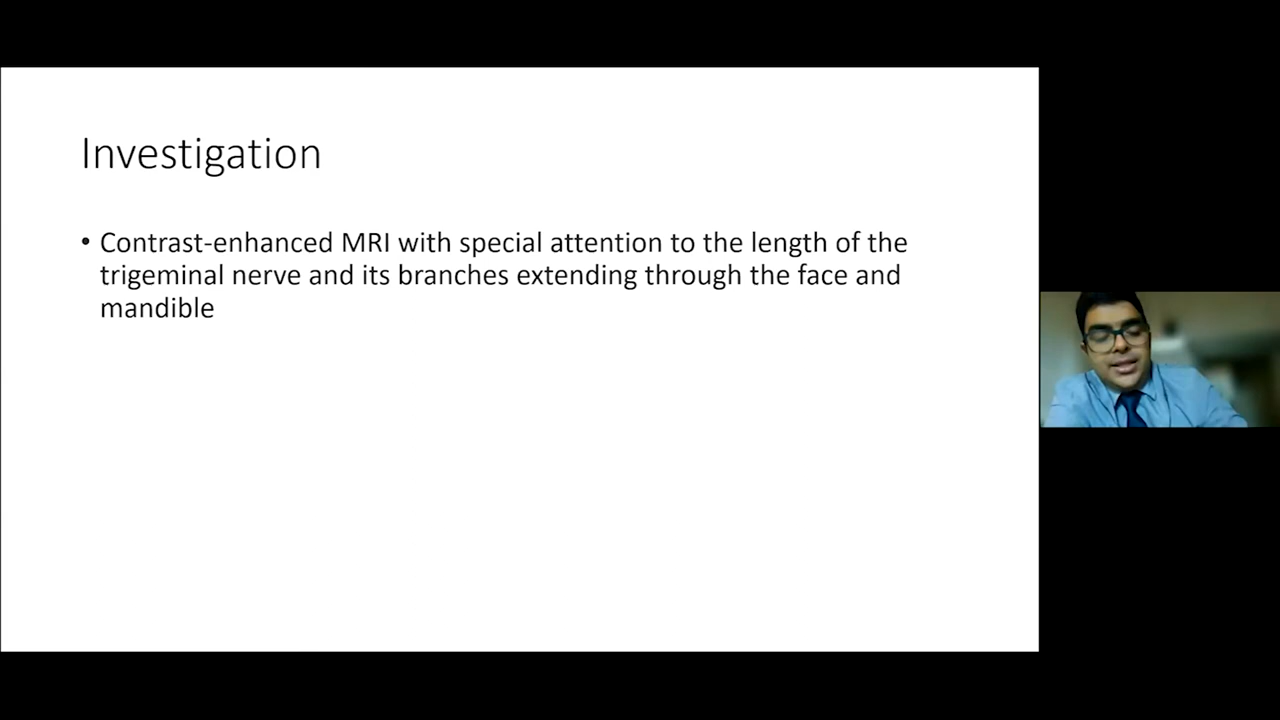 Investigation
• Contrast-enhanced MRI with special attention to the length of the
trigeminal nerve and its branches extending through the face and
mandible